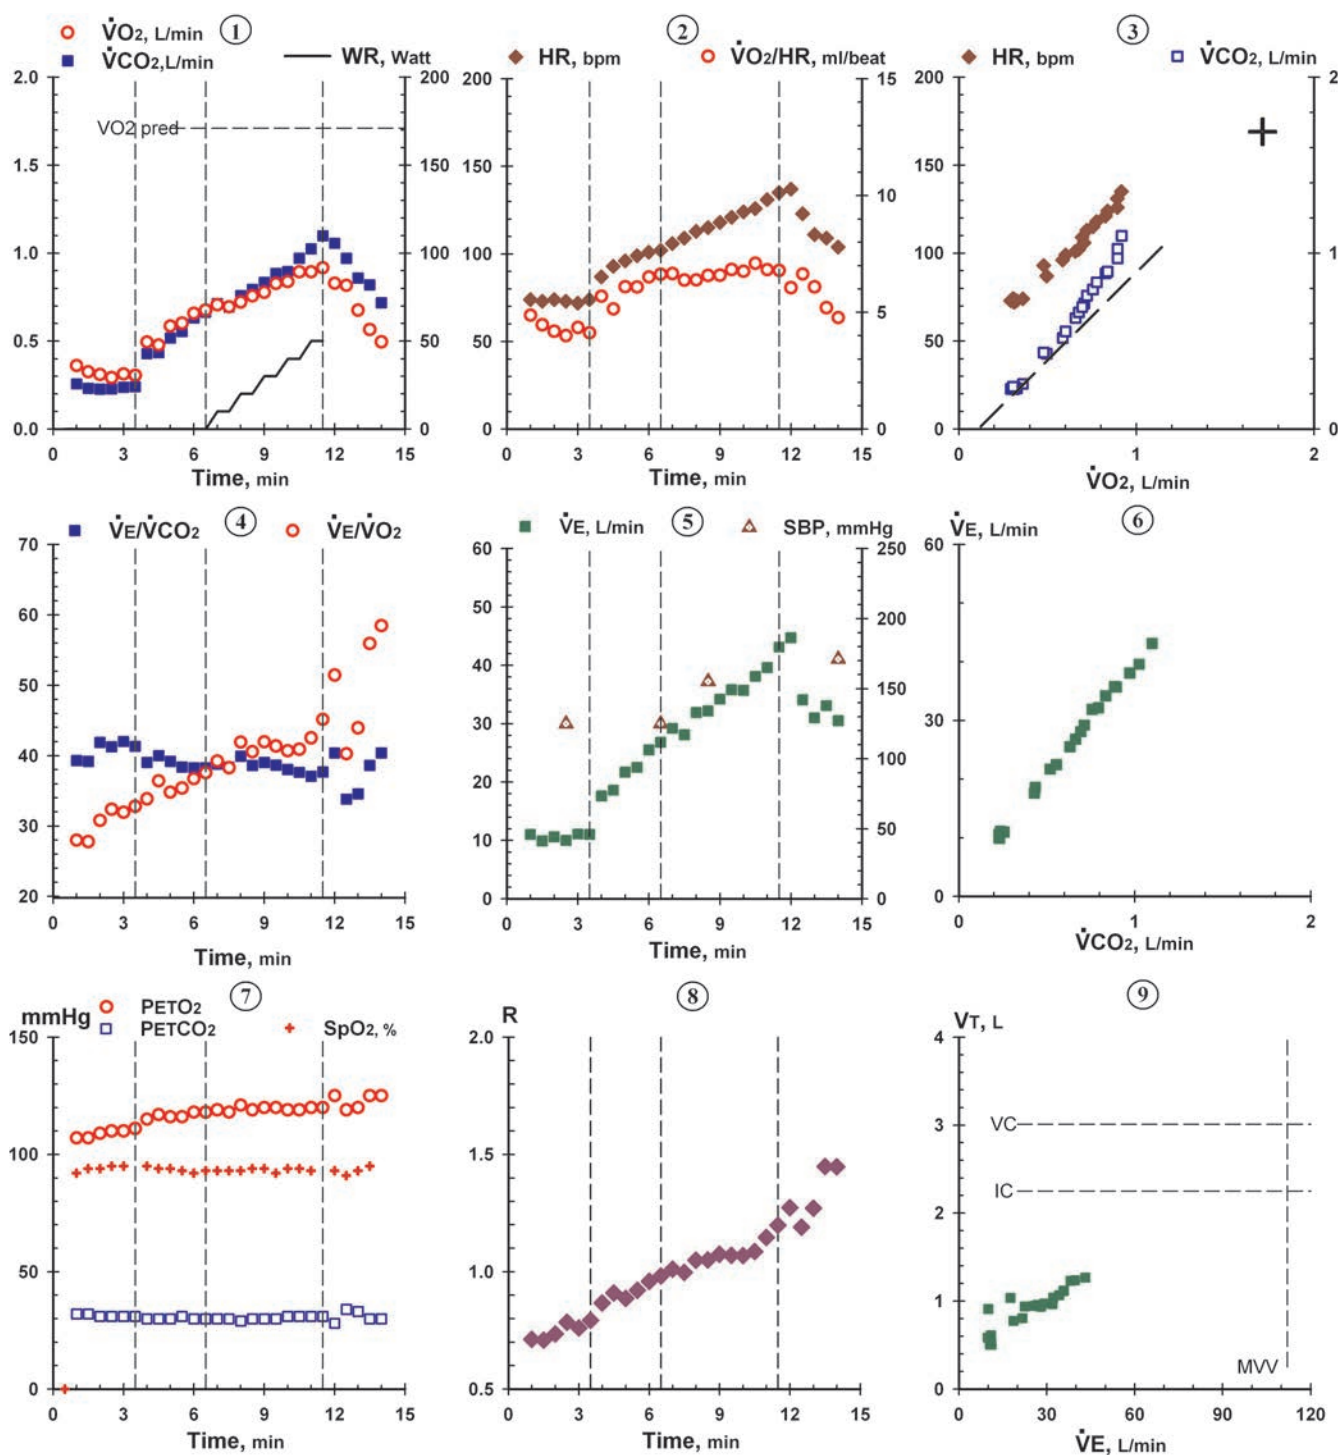 V̇O2, L/min
V̇CO2,L/min
1
WR, Watt
2.0
1.5
1.0
0.5
0.0
200
150
100
50
0
VO2 pred
0 3 6 9 12 15
Time, min
2
HR, bpm
V̇O2/HR, ml/beat
200
150
100
50
0
15
10
5
0
0 3 6 9 12 15
Time, min
3
HR, bpm
V̇CO2, L/min
200
150
100
50
0
2
1
0
0 1 2
V̇O2, L/min
V̇E/V̇CO2
4
V̇E/V̇O2
70
60
50
40
30
20
0 3 6 9 12 15
Time, min
V̇E, L/min
5
SBP, mmHg
60
50
40
30
20
10
0
250
200
150
100
50
0
0 3 6 9 12 15
Time, min
V̇E, L/min
6
60
30
0
0 1 2
V̇CO2, L/min
mmHg
PETO2
PETCO2
7
SpO2, %
150
100
50
0
0 3 6 9 12 15
Time, min
R
8
2.0
1.5
1.0
0.5
0 3 6 9 12 15
Time, min
VT, L
9
4
3
2
1
0
VC
IC
MVV
0 30 60 90 120
V̇E, L/min